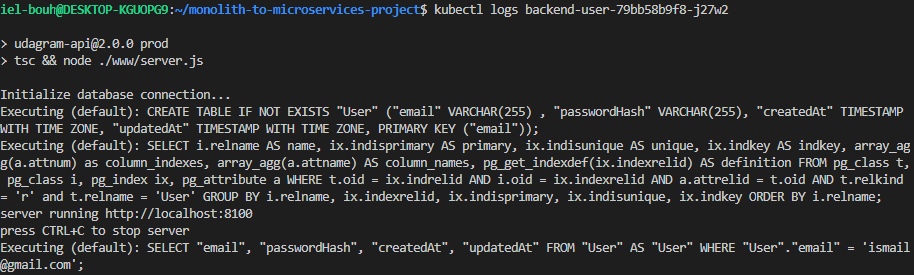 iel-bouh@DESKTOP-KGUOPG9:~/monolith-to-microservices-project$ kubectl logs backend-user-79bb58b9f8-j27w2
> udagram-api@2.0.0 prod
> tsc && node ./www/server.js
Initialize database connection...
Executing (default): CREATE TABLE IF NOT EXISTS "User" ("email" VARCHAR(255) , "passwordHash" VARCHAR(255), "createdAt" TIMESTAMP
WITH TIME ZONE, "updatedAt" TIMESTAMP WITH TIME ZONE, PRIMARY KEY ("email"));
Executing (default): SELECT i.relname AS name, ix.indisprimary AS primary, ix.indisunique AS unique, ix.indkey AS indkey, array_ag
g(a.attnum) as column_indexes, array_agg(a.attname) AS column_names, pg_get_indexdef(ix.indexrelid) AS definition FROM pg_class t,
pg_class i, pg_index ix, pg_attribute a WHERE t.oid = ix.indrelid AND i.oid = ix.indexrelid AND a.attrelid = t.oid AND t.relkind
= 'r' and t.relname = 'User' GROUP BY i.relname, ix.indexrelid, ix.indisprimary, ix.indisunique, ix.indkey ORDER BY i.relname;
server running http://localhost:8100
press CTRL+C to stop server
Executing (default): SELECT "email", "passwordHash", "createdAt", "updatedAt" FROM "User" AS "User" WHERE "User"."email" = 'ismail
@gmail.com';